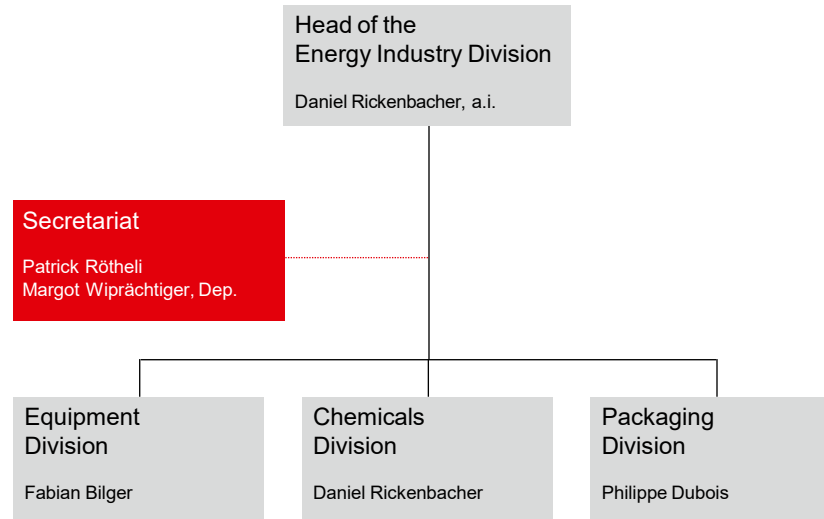 Head of the
Energy Industry Division
Daniel Rickenbacher, a.i.
Secretariat
Patrick Rötheli
Margot Wiprächtiger, Dep.
Equipment
Division
Fabian Bilger
Chemicals
Division
Daniel Rickenbacher
Packaging
Division
Philippe Dubois